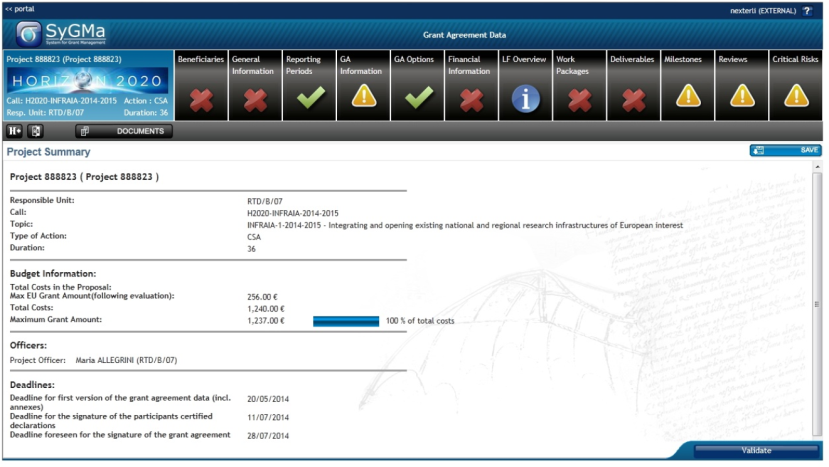 << portal
nexterli (EXTERNAL) ?
SyGMa
System for Grant Management
Grant Agreement Data
Project 888823 (Project 888823)
HORIZON 2020
Call: H2020-INFRAIA-2014-2015 Action : CSA
Resp. Unit: RTD/B/07 Duration: 36
Beneficiaries
General Information
Reporting Periods
GA Information
GA Options
Financial Information
LF Overview
Work Packages
Deliverables
Milestones
Reviews
Critical Risks
DOCUMENTS
Project Summary
SAVE
Project 888823 ( Project 888823 )
Responsible Unit: RTD/B/07
Call: H2020-INFRAIA-2014-2015
Topic: INFRAIA-1-2014-2015 - Integrating and opening existing national and regional research infrastructures of European interest
Type of Action: CSA
Duration: 36
Budget Information:
Total Costs in the Proposal:
Max EU Grant Amount(following evaluation): 256.00 €
Total Costs: 1,240.00 €
Maximum Grant Amount: 1,237.00 € 100 % of total costs
Officers:
Project Officer: Maria ALLEGRINI (RTD/B/07)
Deadlines:
Deadline for first version of the grant agreement data (incl. 20/05/2014
annexes)
Deadline for the signature of the participants certified 11/07/2014
declarations
Deadline foreseen for the signature of the grant agreement 28/07/2014
Validate